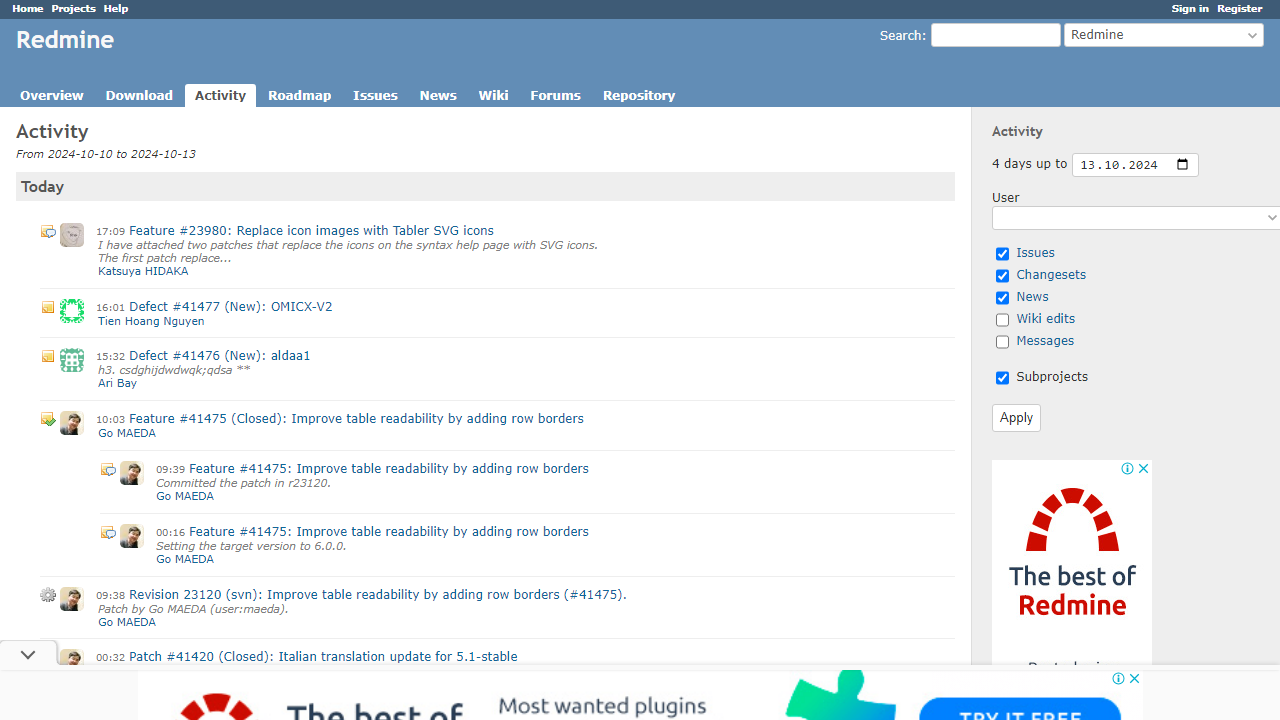 Home Projects Help
Sign in Register
Redmine
Search:
Redmine
Overview Download Activity Roadmap Issues News Wiki Forums Repository
Activity
From 2024-10-10 to 2024-10-13
Today
17:09 Feature #23980: Replace icon images with Tabler SVG icons
I have attached two patches that replace the icons on the syntax help page with SVG icons.
The first patch replace...
Katsuya HIDAKA
16:01 Defect #41477 (New): OMICX-V2
Tien Hoang Nguyen
15:32 Defect #41476 (New): aldaa1
h3. csdghijdwdwqk;qdsa **
Ari Bay
10:03 Feature #41475 (Closed): Improve table readability by adding row borders
Go MAEDA
09:39 Feature #41475: Improve table readability by adding row borders
Committed the patch in r23120.
Go MAEDA
00:16 Feature #41475: Improve table readability by adding row borders
Setting the target version to 6.0.0.
Go MAEDA
09:38 Revision 23120 (svn): Improve table readability by adding row borders (#41475).
Patch by Go MAEDA (user:maeda).
Go MAEDA
00:32 Patch #41420 (Closed): Italian translation update for 5.1-stable
Activity
4 days up to 13.10.2024
User
Issues
Changesets
News
Wiki edits
Messages
Subprojects
Apply
The best of
Redmine
The best of
Most wanted plugins
TRY IT FREE